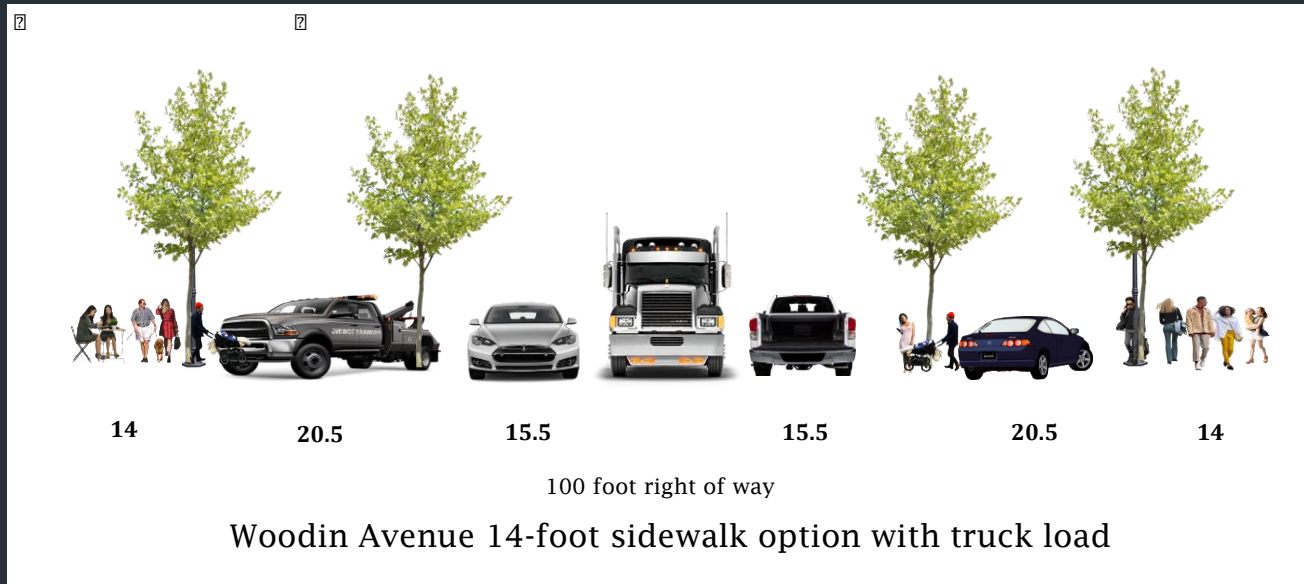 14 20.5 15.5 15.5 20.5 14
100 foot right of way
Woodin Avenue 14-foot sidewalk option with truck load